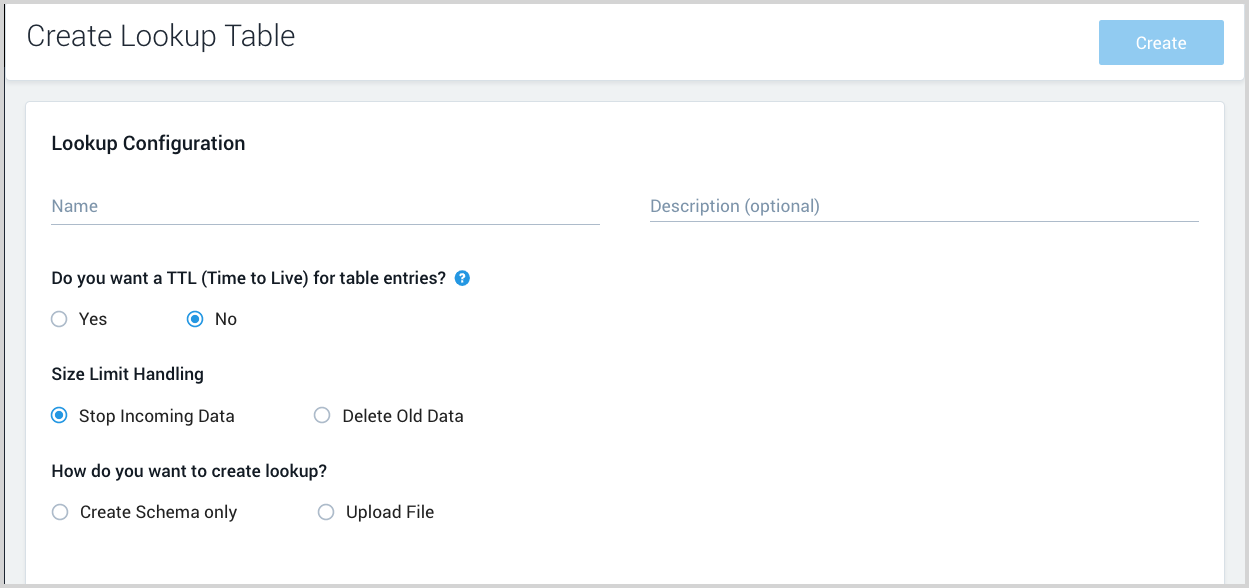 Create Lookup Table
Create
Lookup Configuration
Name
Description (optional)
Do you want a TTL (Time to Live) for table entries? ?
Yes No
Size Limit Handling
Stop Incoming Data Delete Old Data
How do you want to create lookup?
Create Schema only Upload File